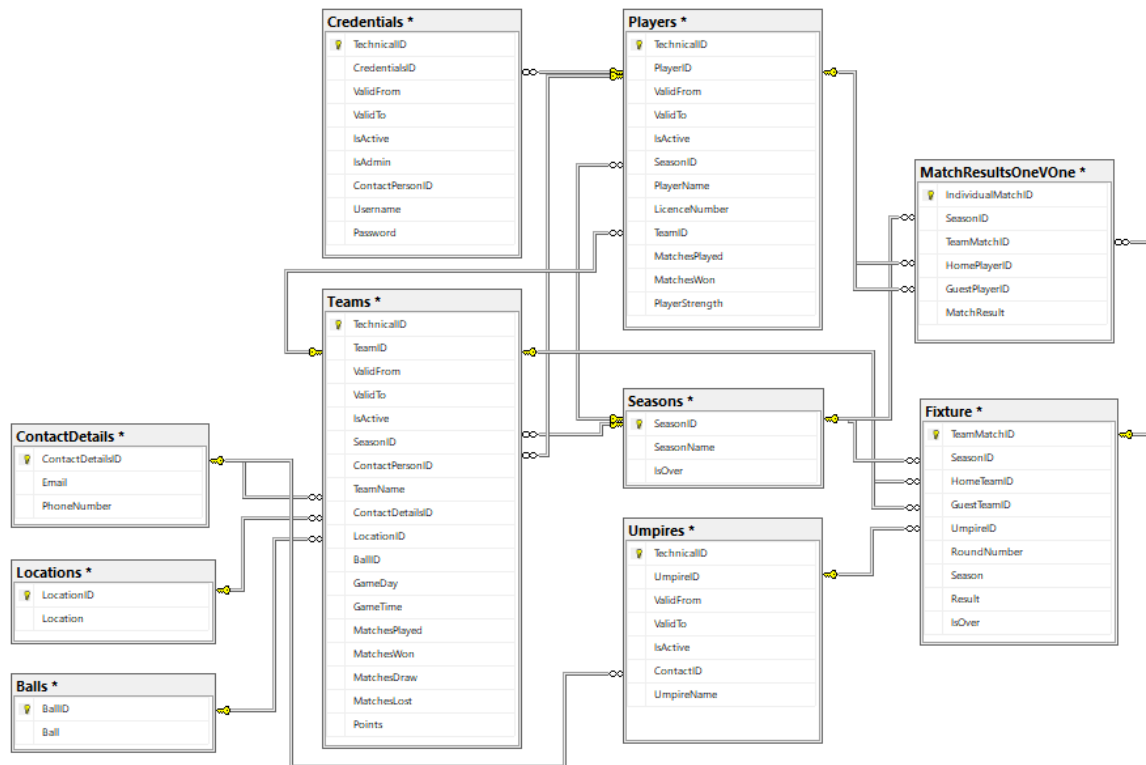 Credentials *
TechnicalID
CredentialsID
ValidFrom
ValidTo
IsActive
IsAdmin
ContactPersonID
Username
Password
Players *
TechnicalID
PlayerID
ValidFrom
ValidTo
IsActive
SeasonID
PlayerName
LicenceNumber
TeamID
MatchesPlayed
MatchesWon
PlayerStrength
MatchResultsOneVOne *
IndividualMatchID
SeasonID
TeamMatchID
HomePlayerID
GuestPlayerID
MatchResult
Teams *
TechnicalID
TeamID
ValidFrom
ValidTo
IsActive
SeasonID
ContactPersonID
TeamName
ContactDetailsID
LocationID
BallID
GameDay
GameTime
MatchesPlayed
MatchesWon
MatchesDraw
MatchesLost
Points
Seasons *
SeasonID
SeasonName
IsOver
Fixture *
TeamMatchID
SeasonID
HomeTeamID
GuestTeamID
UmpireID
RoundNumber
Season
Result
IsOver
ContactDetails *
ContactDetailsID
Email
PhoneNumber
Umpires *
TechnicalID
UmpireID
ValidFrom
ValidTo
IsActive
ContactID
UmpireName
Locations *
LocationID
Location
Balls *
BallID
Ball